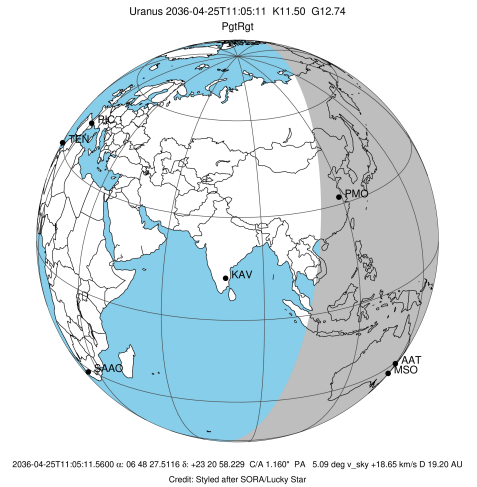 Uranus 2036-04-25T11:05:11 K11.50 G12.74
PgtRgt
PIC
TEN
PMO
KAV
SAAO
AAT
MSO
2036-04-25T11:05:11.5600 α: 06 48 27.5116 δ: +23 20 58.229 C/A 1.160" PA 5.09 deg v_sky +18.65 km/s D 19.20 AU
Credit: Styled after SORA/Lucky Star